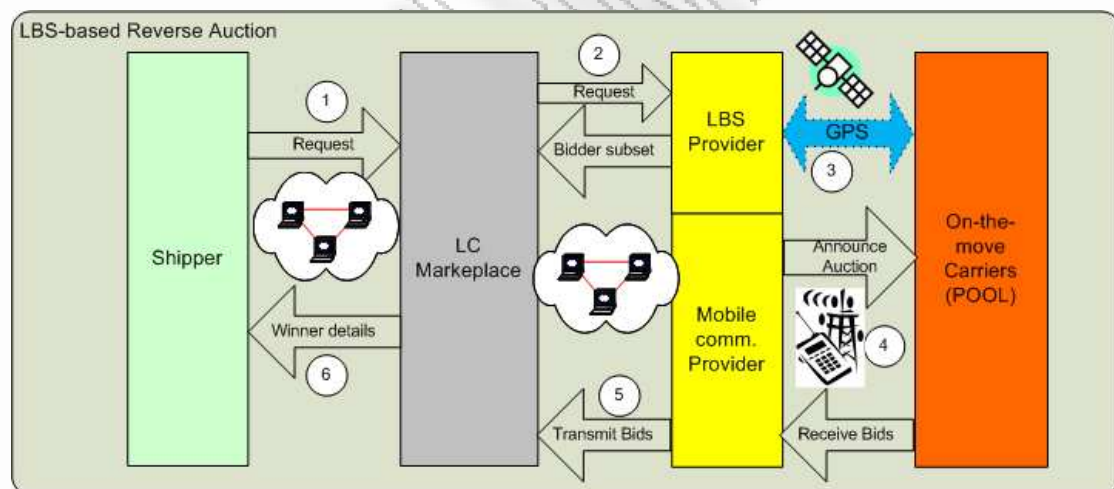 LBS-based Reverse Auction
1
Request
2
Request
Bidder subset
LBS
Provider
GPS
3
Shipper
LC
Markeplace
Mobile
comm.
Provider
Announce
Auction
4
On-the-
move
Carriers
(POOL)
Winner details
6
5
Transmit Bids
Receive Bids